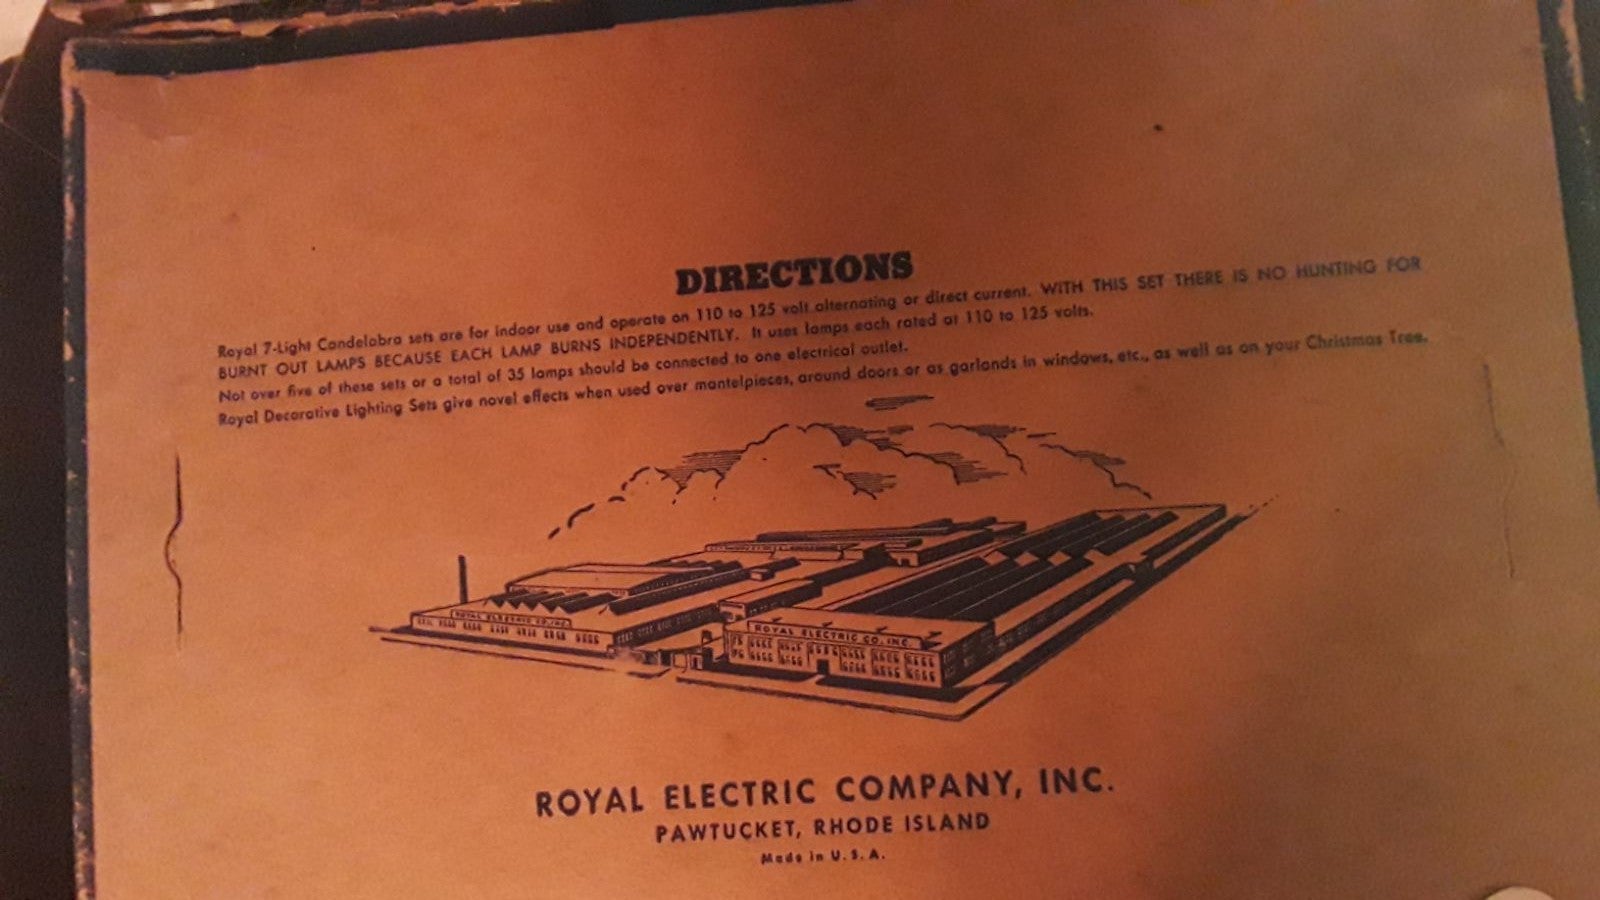 DIRECTIONS
Royal 7-Light Candelabra sets are for indoor use and operate on 110 to 125 volt alternating or direct current. WITH THIS SET THERE IS NO HUNTING FOR
BURNT OUT LAMPS BECAUSE EACH LAMP BURNS INDEPENDENTLY. It uses lamps each rated at 110 to 125 volts.
Not over five of these sets or a total of 35 lamps should be connected to one electrical outlet.
Royal Decorative Lighting Sets give novel effects when used over mantelpieces, around doors or as garlands in windows, etc., as well as on your Christmas Tree.
ROYAL ELECTRIC CO. INC.
ROYAL ELECTRIC CO. INC.
ROYAL ELECTRIC COMPANY, INC.
PAWTUCKET, RHODE ISLAND
Made in U. S. A.